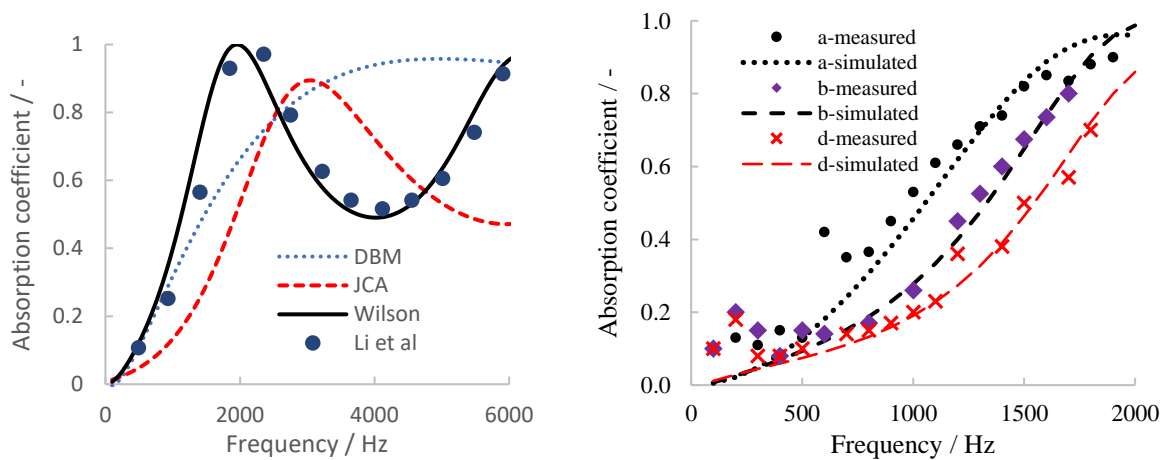 Absorption coefficient / -
1
0.8
0.6
0.4
0.2
0
DBM
JCA
Wilson
Li et al
0 2000 4000 6000
Frequency / Hz
Absorption coefficient / -
1.0
0.8
0.6
0.4
0.2
0.0
a-measured
a-simulated
b-measured
b-simulated
d-measured
d-simulated
0 500 1000 1500 2000
Frequency / Hz